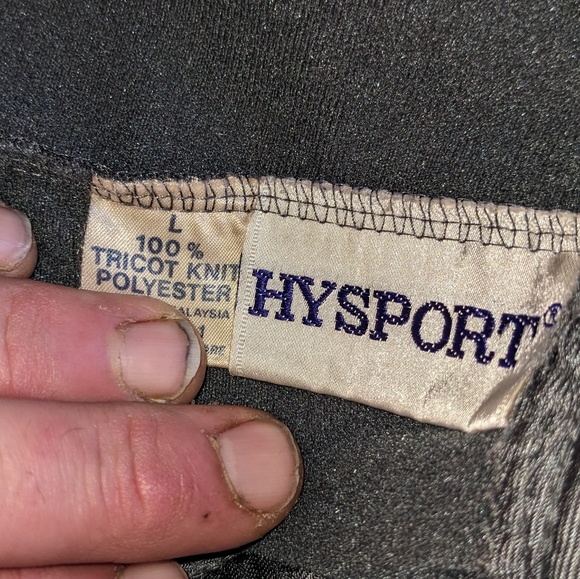 L
100%
TRICOT KNIT
POLYESTER
HYSPORT®